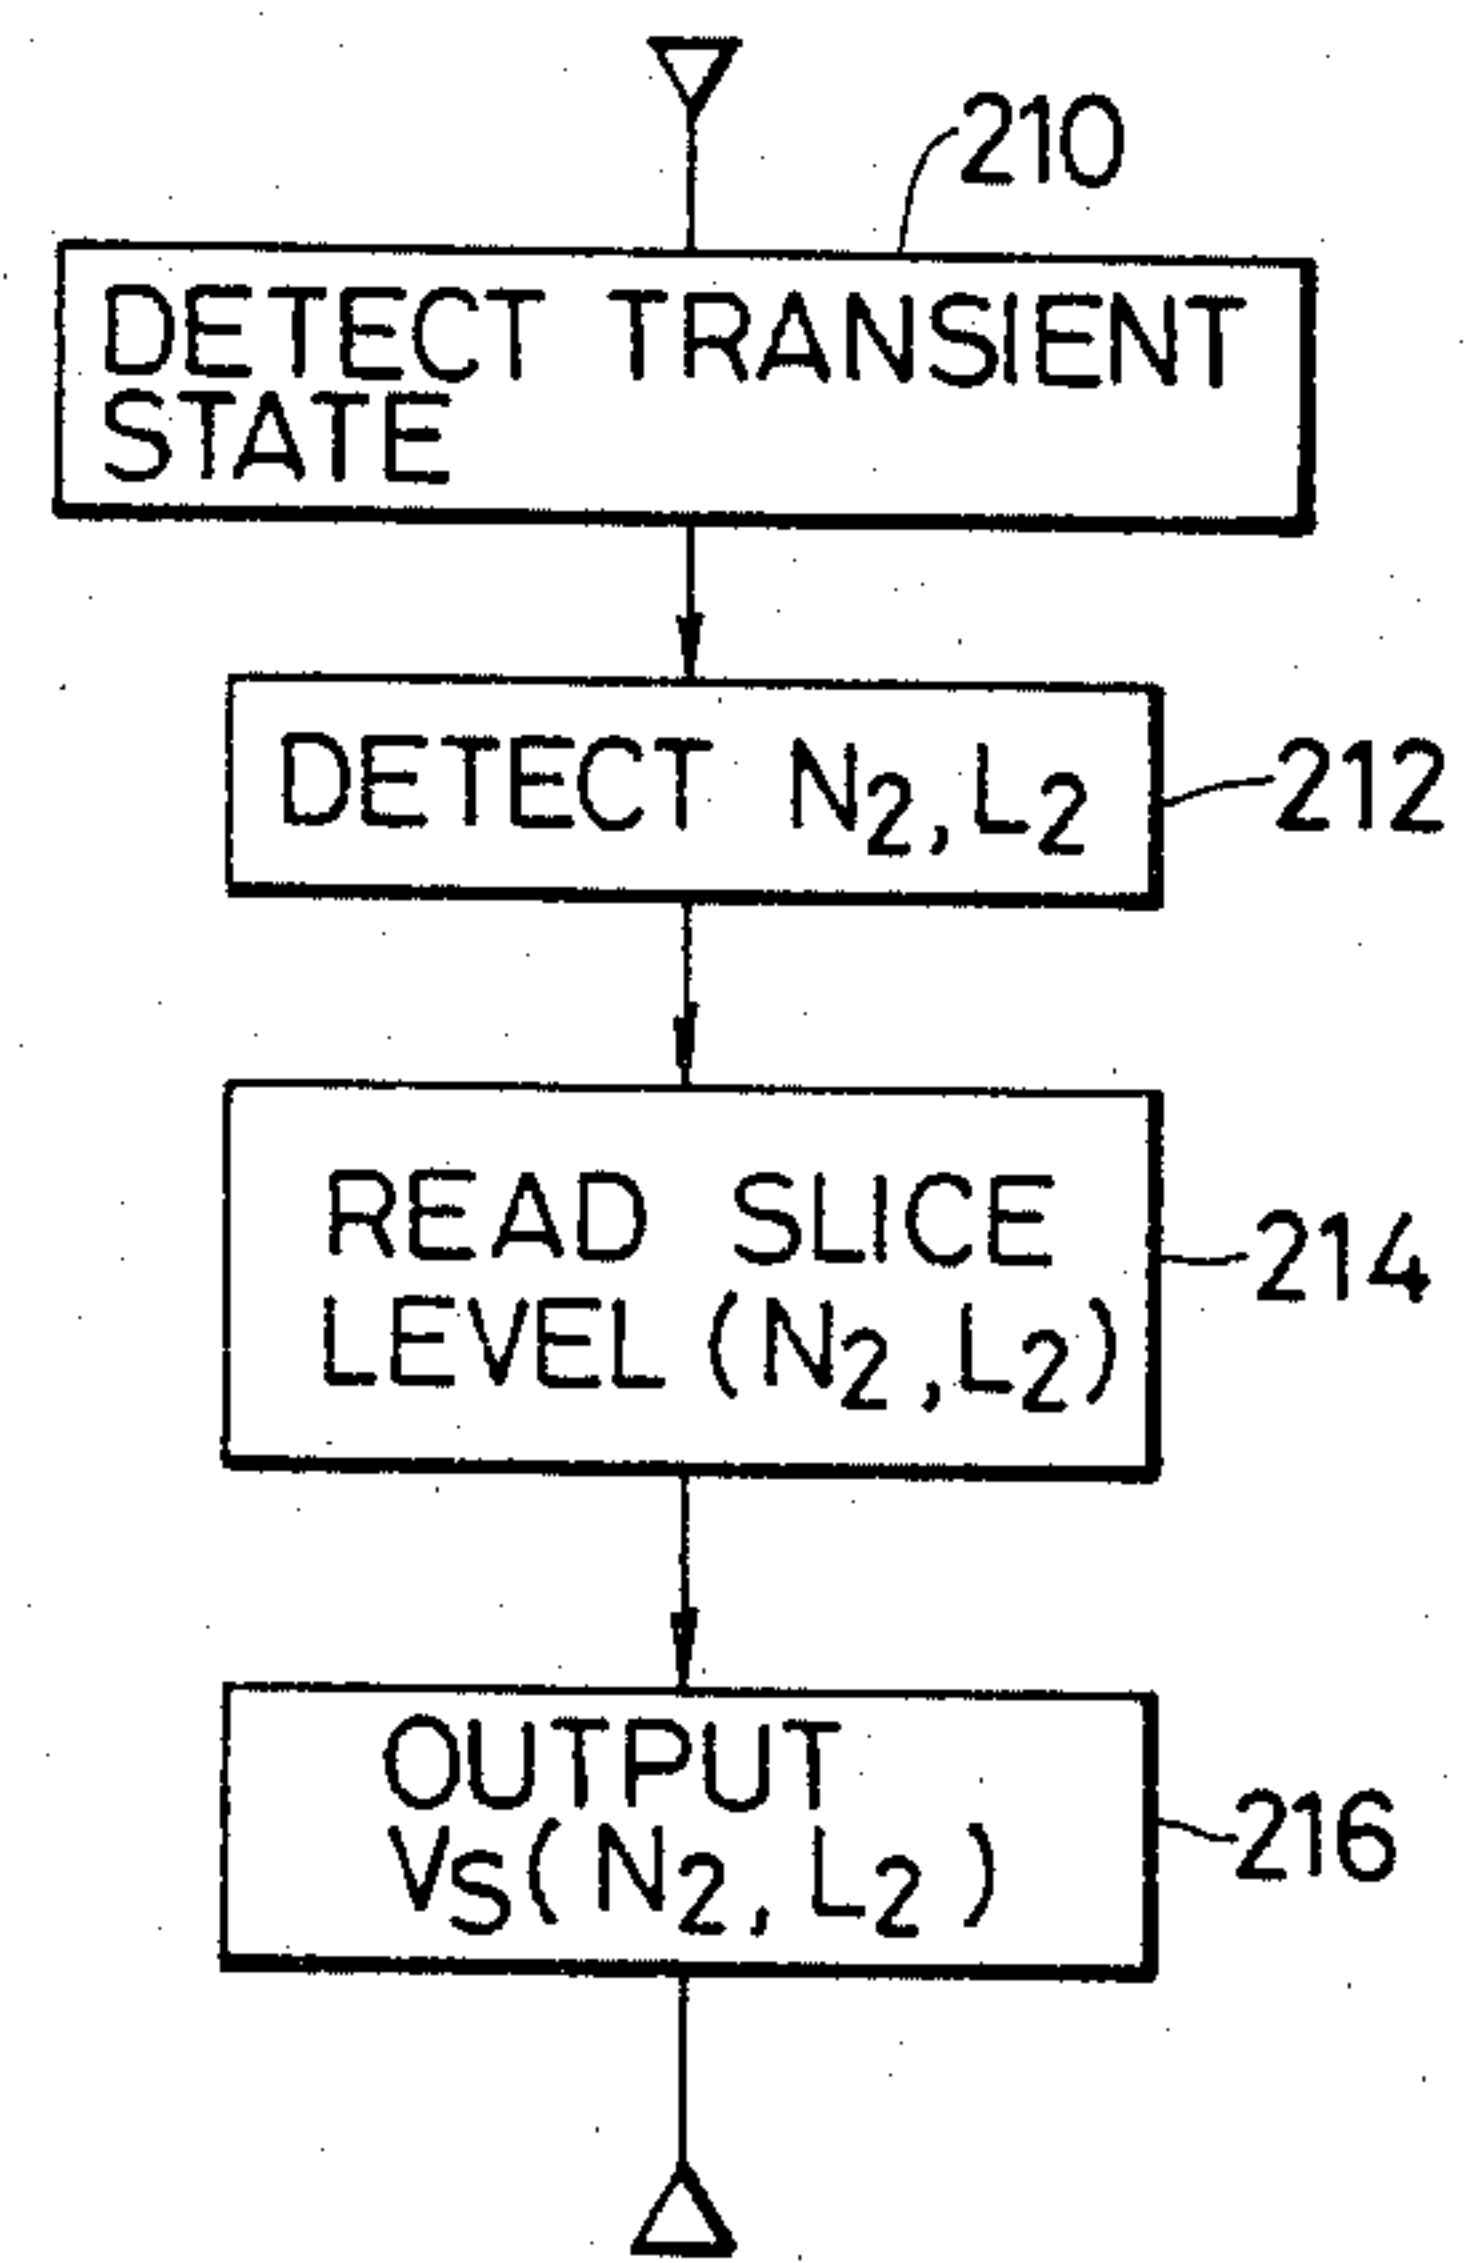 210
DETECT TRANSIENT
STATE
DETECT N₂, L₂
212
READ SLICE
LEVEL (N₂, L₂)
214
OUTPUT
Vₛ(N₂, L₂)
216